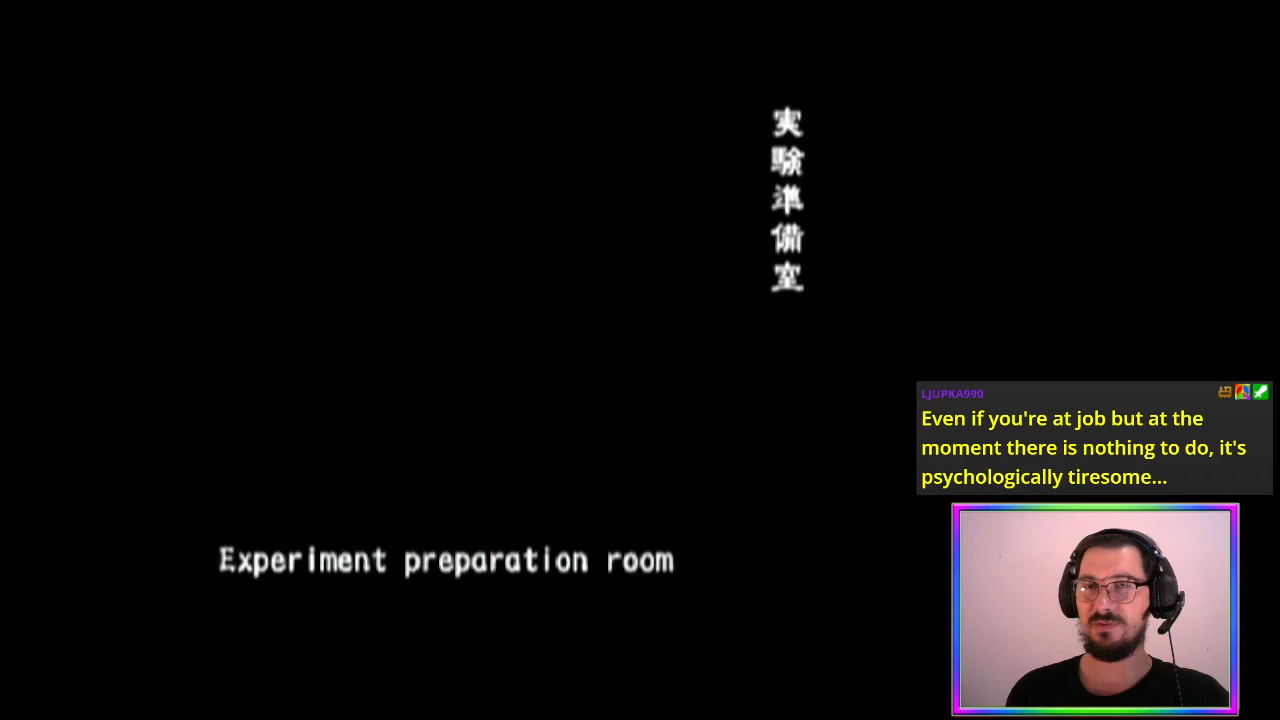 実験準備室
LJUPKA990
Even if you're at job but at the
moment there is nothing to do, it's
psychologically tiresome...
Experiment preparation room